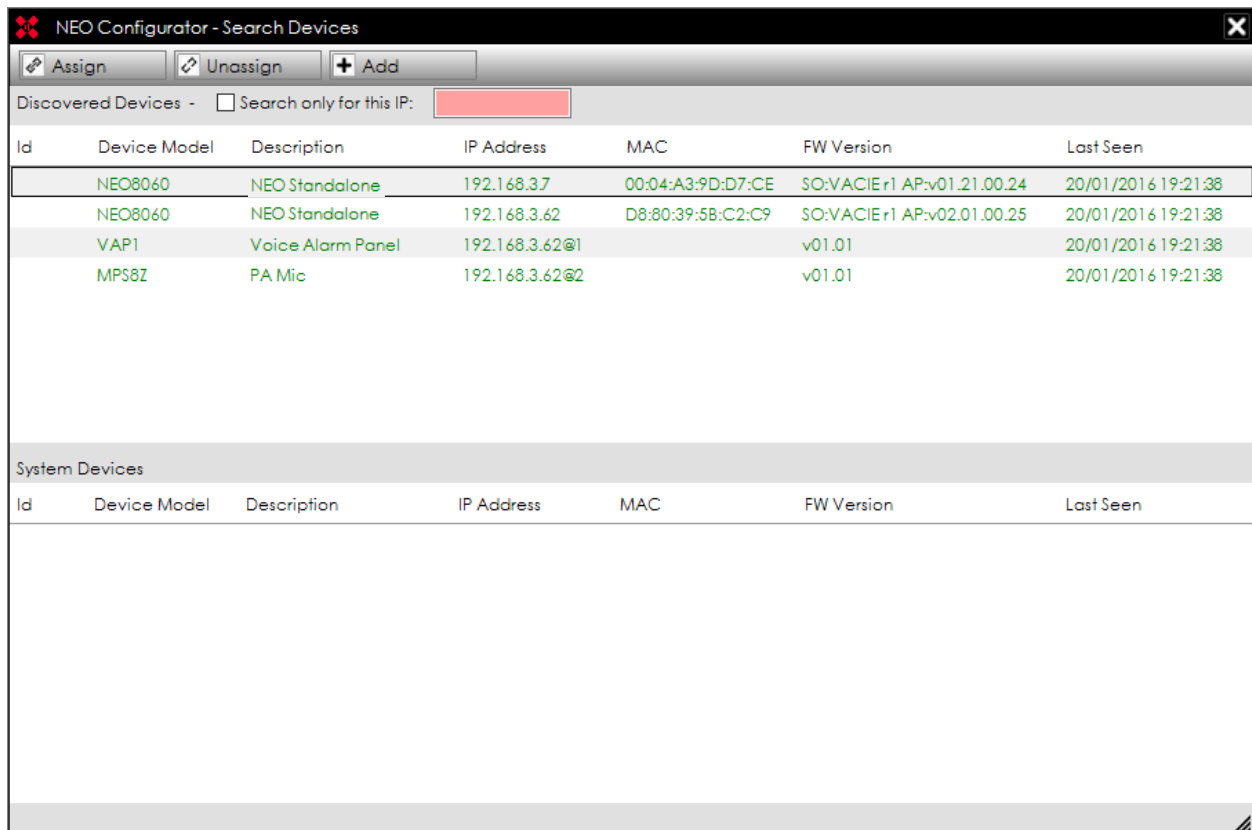 NEO Configurator - Search Devices
Assign Unassign Add
Discovered Devices - Search only for this IP:
Id Device Model Description IP Address MAC FW Version Last Seen
NEO8060 NEO Standalone 192.168.3.7 00:04:A3:9D:D7:CE SO:VACIE r1 AP:v01.21.00.24 20/01/2016 19:21:38
NEO8060 NEO Standalone 192.168.3.62 D8:80:39:5B:C2:C9 SO:VACIE r1 AP:v02.01.00.25 20/01/2016 19:21:38
VAP1 Voice Alarm Panel 192.168.3.62@1 v01.01 20/01/2016 19:21:38
MPS8Z PA Mic 192.168.3.62@2 v01.01 20/01/2016 19:21:38
System Devices
Id Device Model Description IP Address MAC FW Version Last Seen